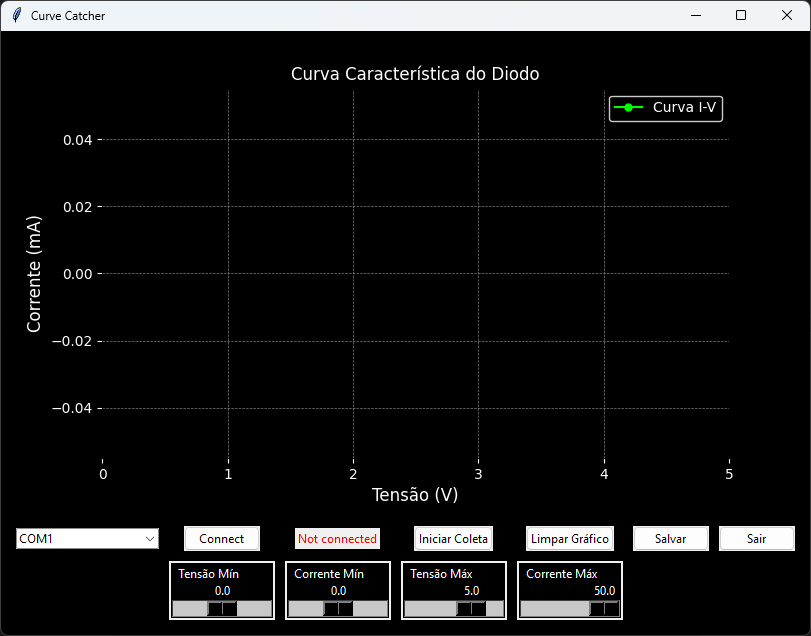 Curve Catcher
Curva Característica do Diodo
Curva I-V
0.04
0.02
0.00
−0.02
−0.04
Corrente (mA)
0 1 2 3 4 5
Tensão (V)
COM1 Connect Not connected Iniciar Coleta Limpar Gráfico Salvar Sair
Tensão Mín Corrente Mín Tensão Máx Corrente Máx
0.0 0.0 5.0 50.0